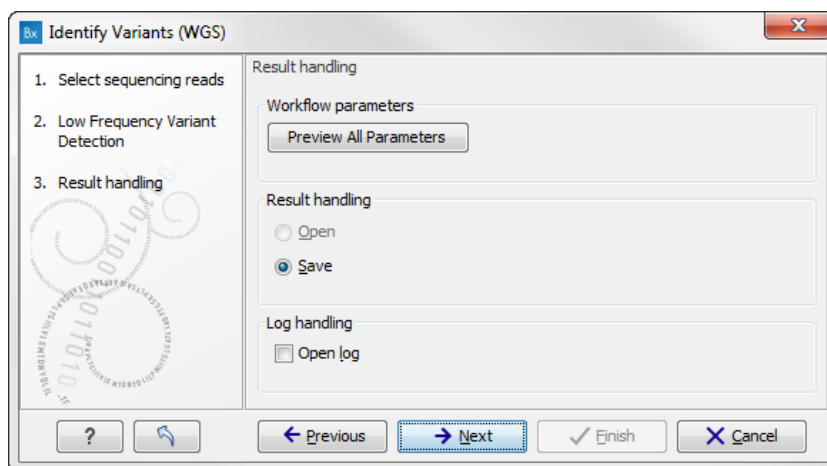 Bx Identify Variants (WGS)
X
1. Select sequencing reads
2. Low Frequency Variant
Detection
3. Result handling
Result handling
Workflow parameters
Preview All Parameters
Result handling
Open
Save
Log handling
Open log
?
Previous
Next
Finish
Cancel